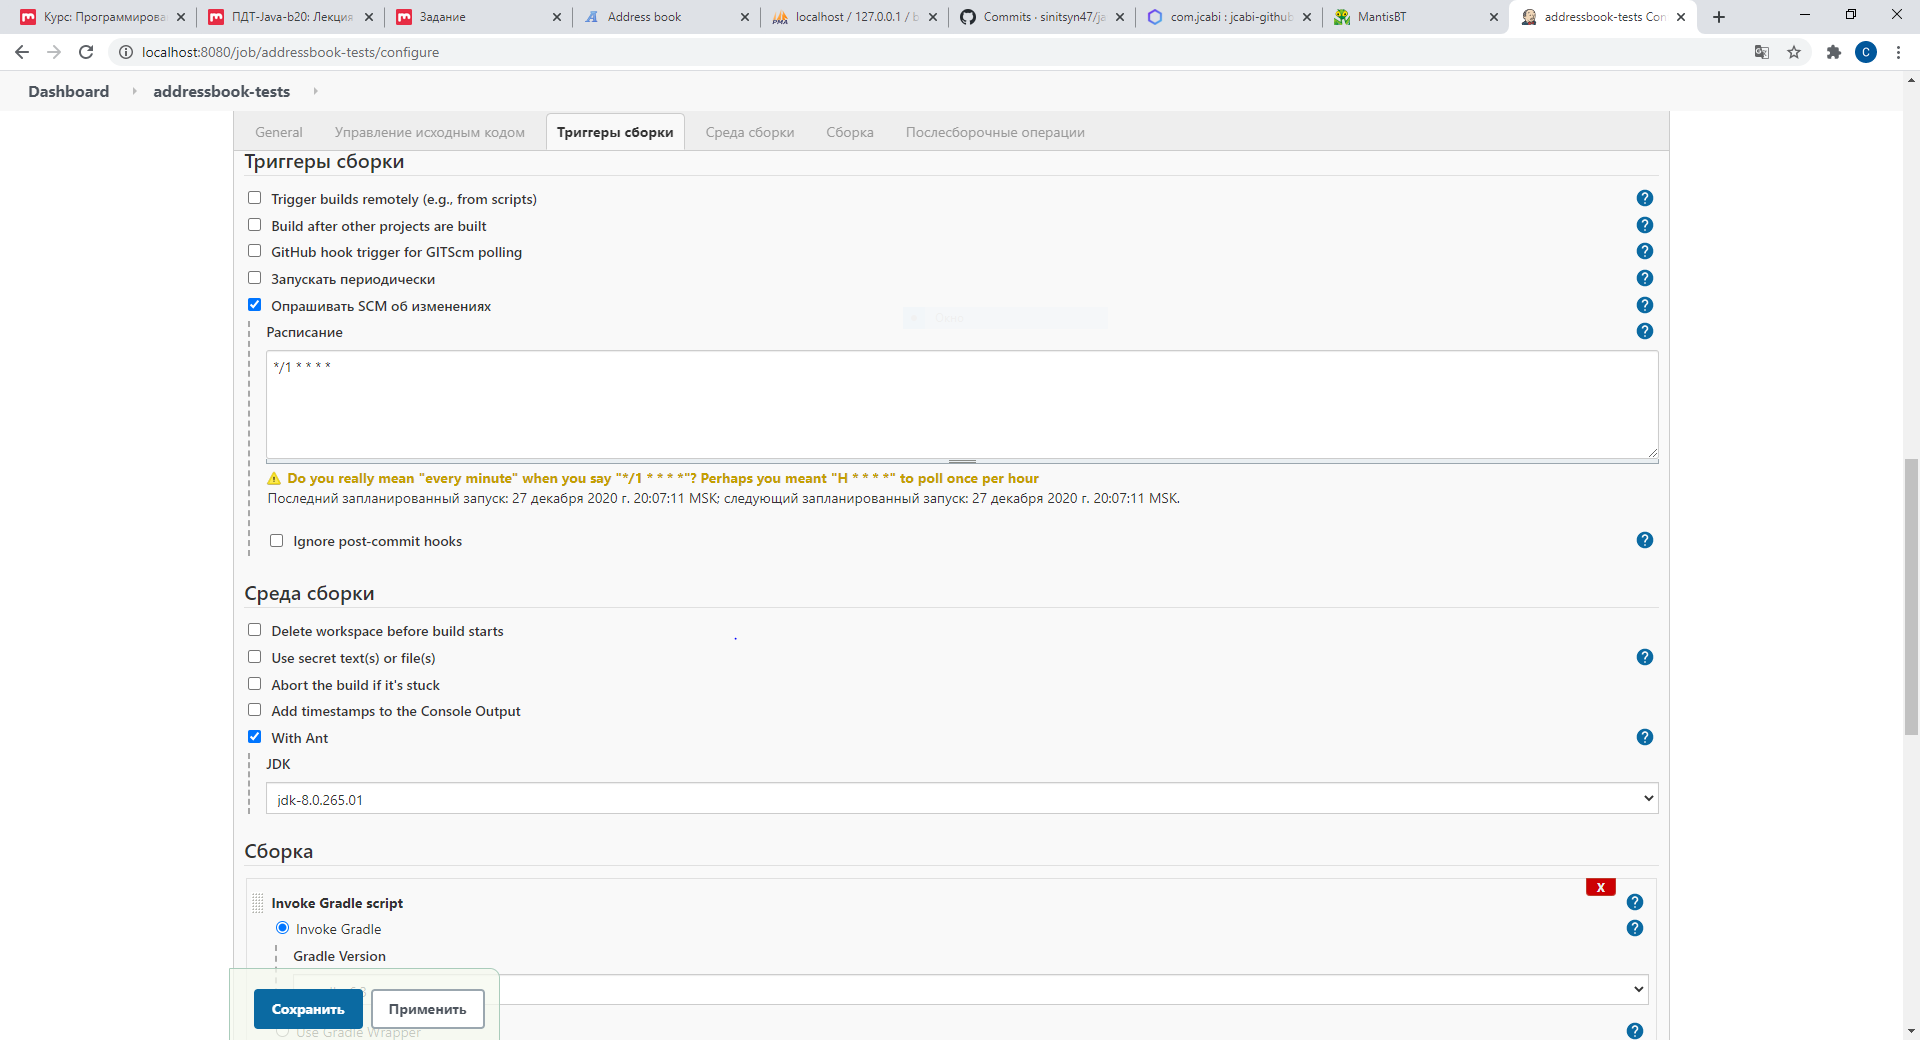 Курс: Программирова
ПДТ-Java-b20: Лекция
Задание
Address book
localhost / 127.0.0.1 / b
Commits · sinitsyn47/ja
com.jcabi : jcabi-github
MantisBT
addressbook-tests Con
localhost:8080/job/addressbook-tests/configure
C
Dashboard
addressbook-tests
General
Управление исходным кодом
Триггеры сборки
Среда сборки
Сборка
Послесборочные операции
Триггеры сборки
Trigger builds remotely (e.g., from scripts)
Build after other projects are built
GitHub hook trigger for GITScm polling
Запускать периодически
Опрашивать SCM об изменениях
Расписание
*/1 * * * *
Do you really mean "every minute" when you say "*/1 * * * *"? Perhaps you meant "H * * * *" to poll once per hour
Последний запланированный запуск: 27 декабря 2020 г. 20:07:11 MSK; следующий запланированный запуск: 27 декабря 2020 г. 20:07:11 MSK.
Ignore post-commit hooks
Среда сборки
Delete workspace before build starts
Use secret text(s) or file(s)
Abort the build if it's stuck
Add timestamps to the Console Output
With Ant
JDK
jdk-8.0.265.01
Сборка
X
Invoke Gradle script
Invoke Gradle
Gradle Version
Сохранить
Применить
Use Gradle Wrapper